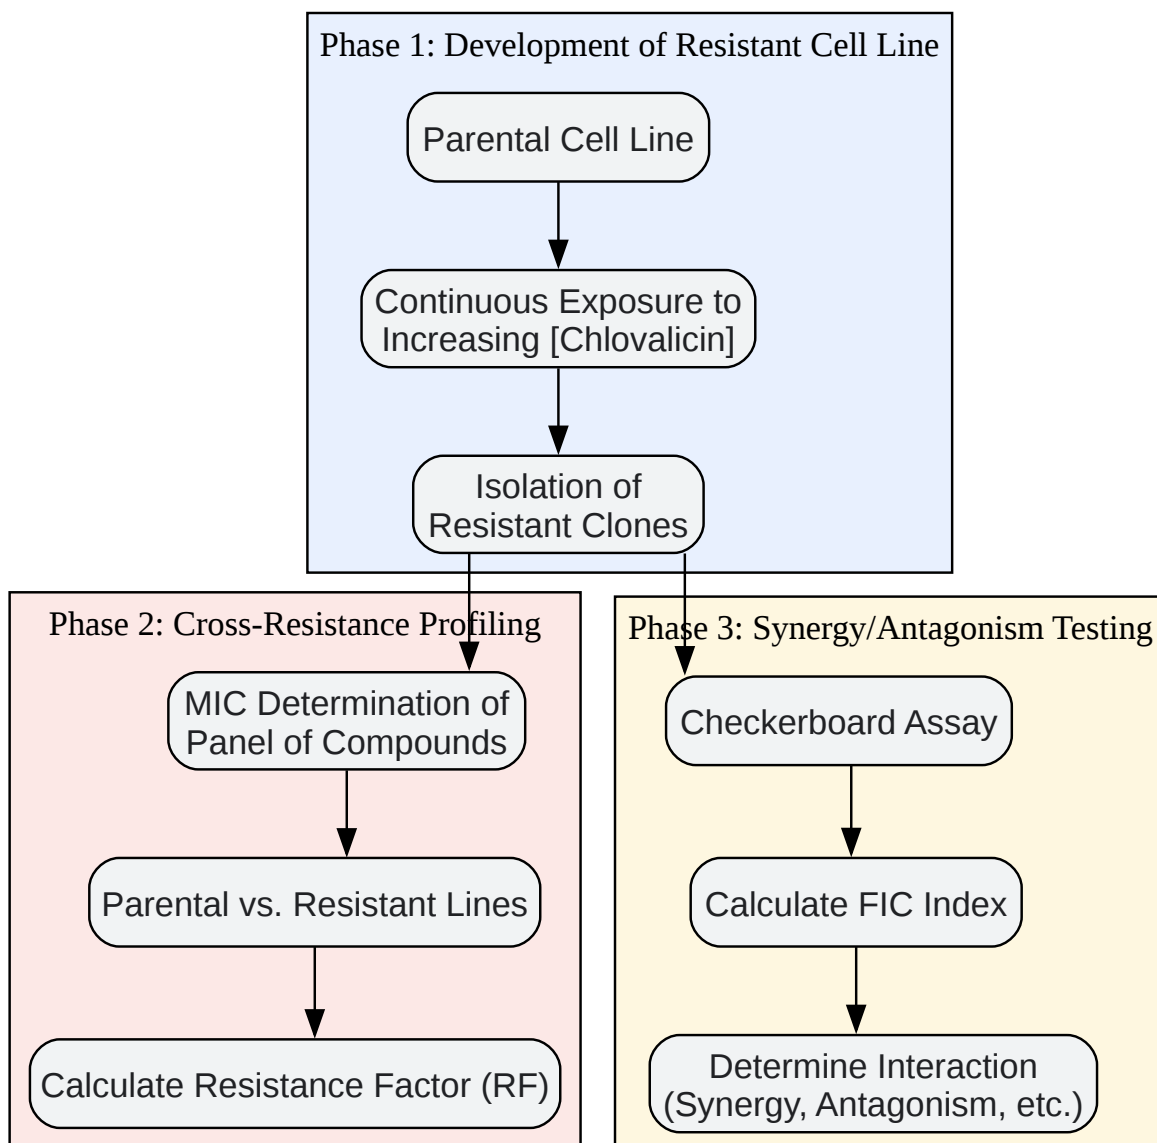 Phase 1: Development of Resistant Cell Line
Parental Cell Line
Continuous Exposure to
Increasing [Chlovalicin]
Isolation of
Resistant Clones
Phase 2: Cross-Resistance Profiling
MIC Determination of
Panel of Compounds
Parental vs. Resistant Lines
Calculate Resistance Factor (RF)
Phase 3: Synergy/Antagonism Testing
Checkerboard Assay
Calculate FIC Index
Determine Interaction
(Synergy, Antagonism, etc.)